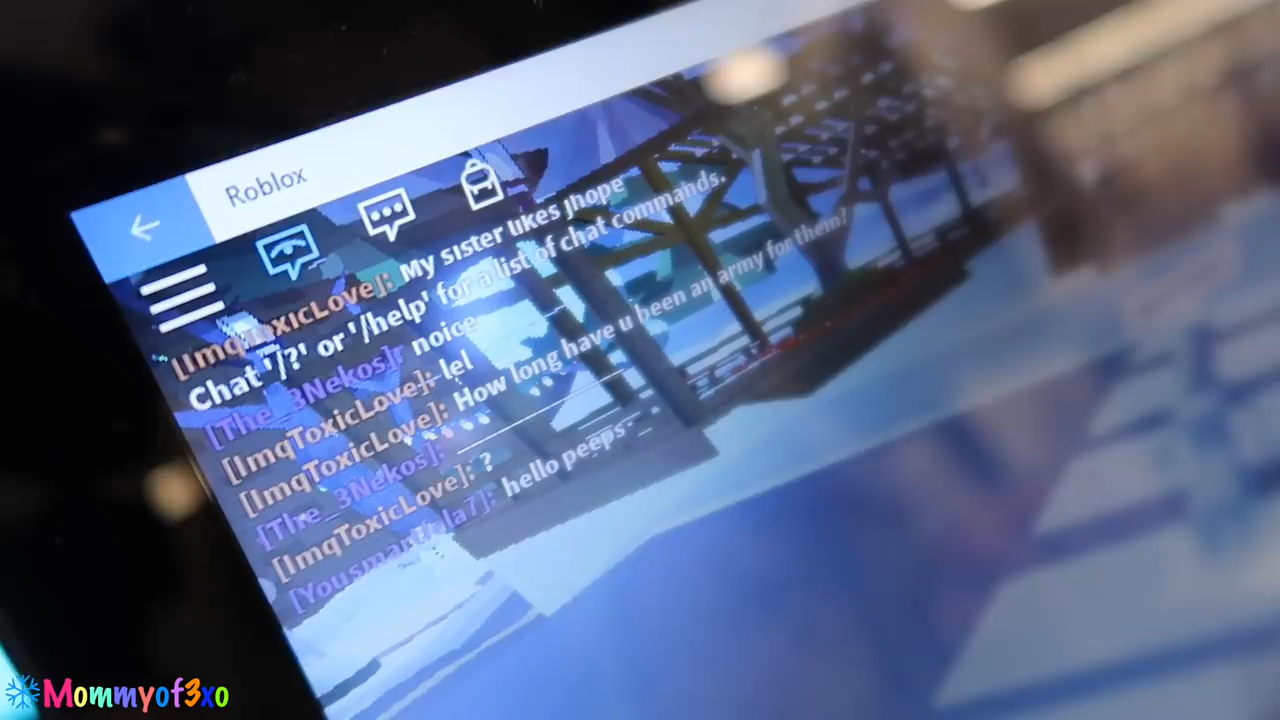 Roblox
[ImqToxicLove]: My sister likes Jhope
Chat '/?' or '/help' for a list of chat commands.
[The_3Nekos]: noice
[ImqToxicLove]: lel
[ImqToxicLove]: How long have u been an army for them?
[The_3Nekos]:
[ImqToxicLove]: ?
hello peeps
Mommyof3xo